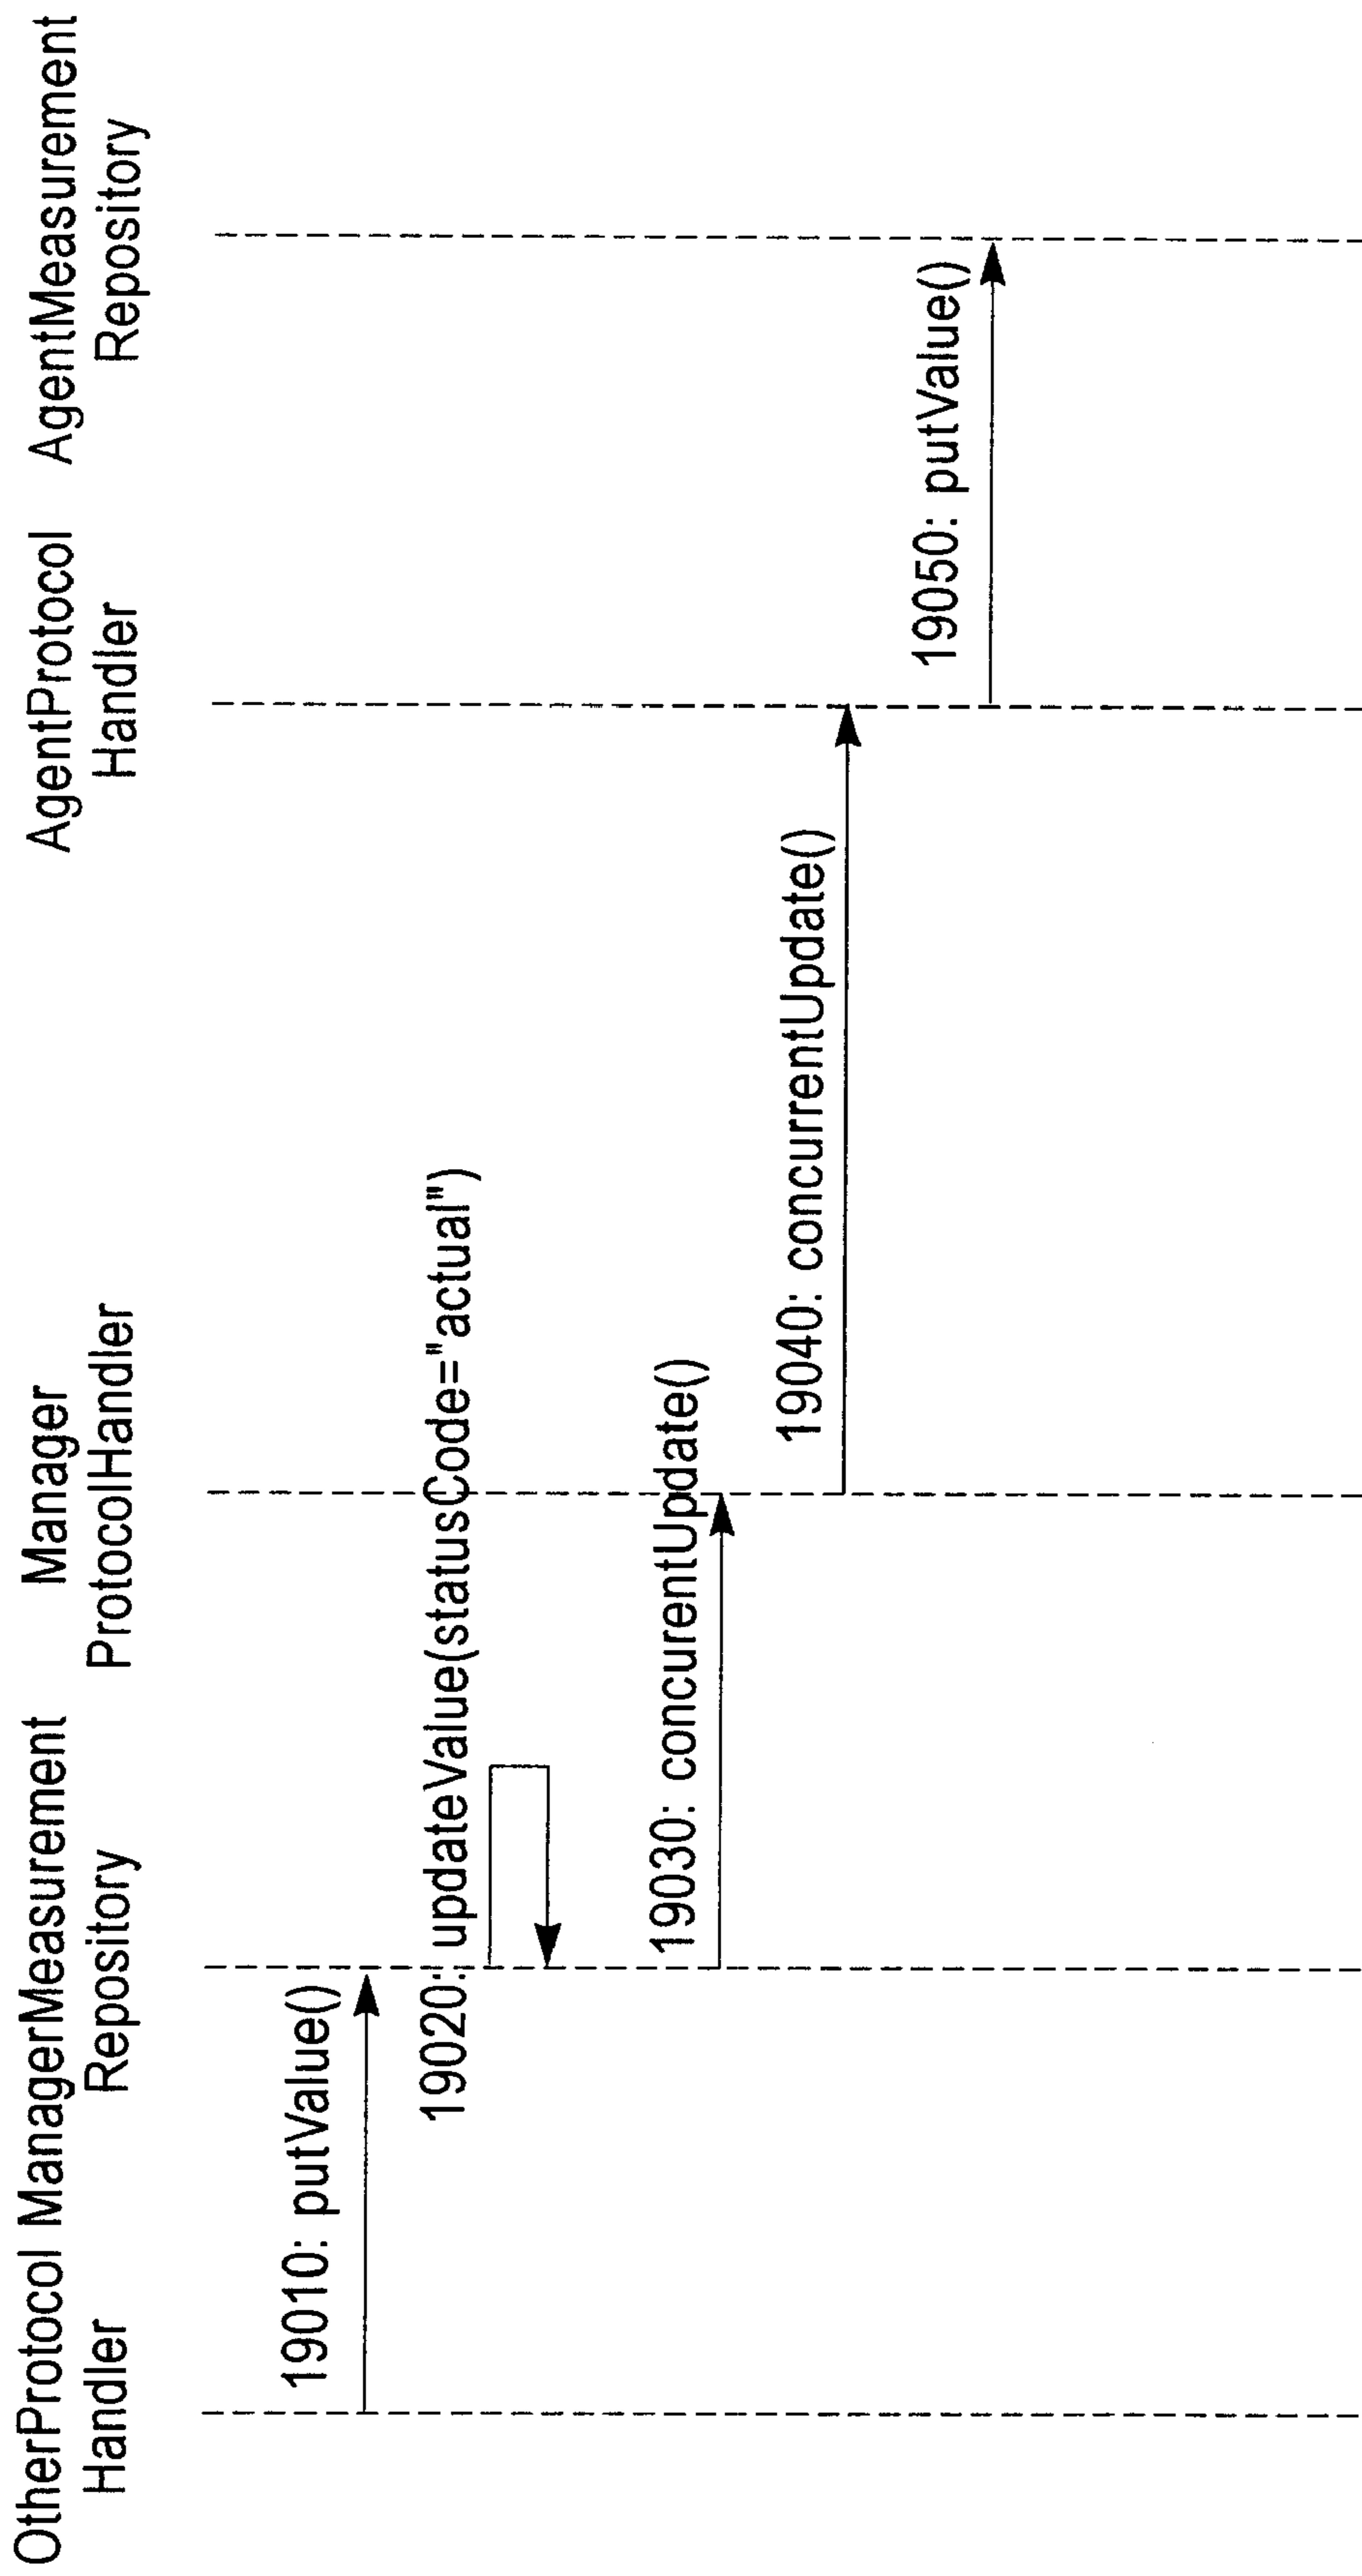 OtherProtocol
Handler
ManagerMeasurement
Repository
Manager
ProtocolHandler
AgentProtocol
Handler
AgentMeasurement
Repository
19010: putValue()
19020: updateValue(statusCode="actual")
19030: concurentUpdate()
19040: concurrentUpdate()
19050: putValue()